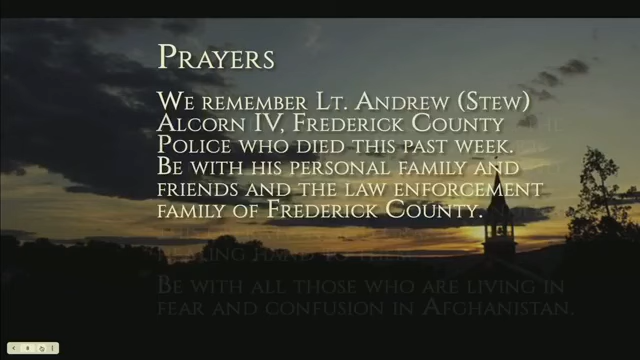 Prayers
We remember Lt. Andrew (Stew)
Alcorn IV, Frederick County
Police who died this past week.
Be with his personal family and
friends and the law enforcement
family of Frederick County.
Be with all those who are living in
fear and confusion in Afghanistan.